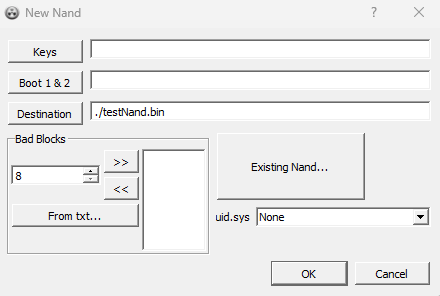 New Nand
Keys
Boot 1 & 2
Destination ./testNand.bin
Bad Blocks
8
>>
<<
From txt...
Existing Nand...
uid.sys None
OK Cancel